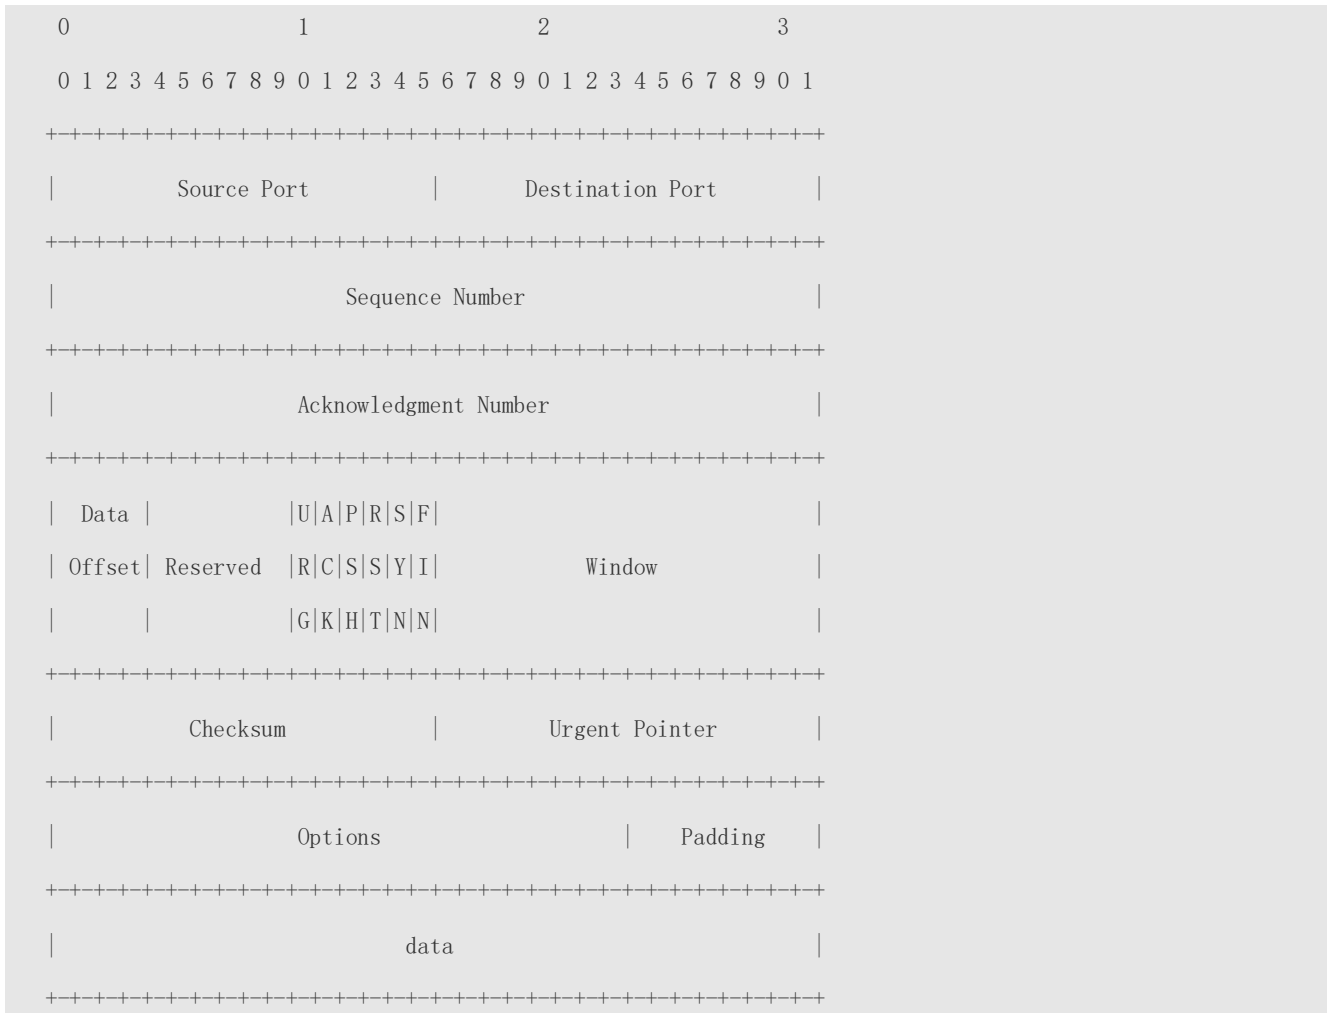 0                   1                   2                   3
 0 1 2 3 4 5 6 7 8 9 0 1 2 3 4 5 6 7 8 9 0 1 2 3 4 5 6 7 8 9 0 1
+-+-+-+-+-+-+-+-+-+-+-+-+-+-+-+-+-+-+-+-+-+-+-+-+-+-+-+-+-+-+-+-+
|          Source Port          |       Destination Port        |
+-+-+-+-+-+-+-+-+-+-+-+-+-+-+-+-+-+-+-+-+-+-+-+-+-+-+-+-+-+-+-+-+
|                        Sequence Number                        |
+-+-+-+-+-+-+-+-+-+-+-+-+-+-+-+-+-+-+-+-+-+-+-+-+-+-+-+-+-+-+-+-+
|                    Acknowledgment Number                      |
+-+-+-+-+-+-+-+-+-+-+-+-+-+-+-+-+-+-+-+-+-+-+-+-+-+-+-+-+-+-+-+-+
|  Data |           |U|A|P|R|S|F|                               |
| Offset| Reserved  |R|C|S|S|Y|I|            Window             |
|       |           |G|K|H|T|N|N|                               |
+-+-+-+-+-+-+-+-+-+-+-+-+-+-+-+-+-+-+-+-+-+-+-+-+-+-+-+-+-+-+-+-+
|           Checksum            |         Urgent Pointer        |
+-+-+-+-+-+-+-+-+-+-+-+-+-+-+-+-+-+-+-+-+-+-+-+-+-+-+-+-+-+-+-+-+
|                    Options                    |    Padding    |
+-+-+-+-+-+-+-+-+-+-+-+-+-+-+-+-+-+-+-+-+-+-+-+-+-+-+-+-+-+-+-+-+
|                             data                              |
+-+-+-+-+-+-+-+-+-+-+-+-+-+-+-+-+-+-+-+-+-+-+-+-+-+-+-+-+-+-+-+-+